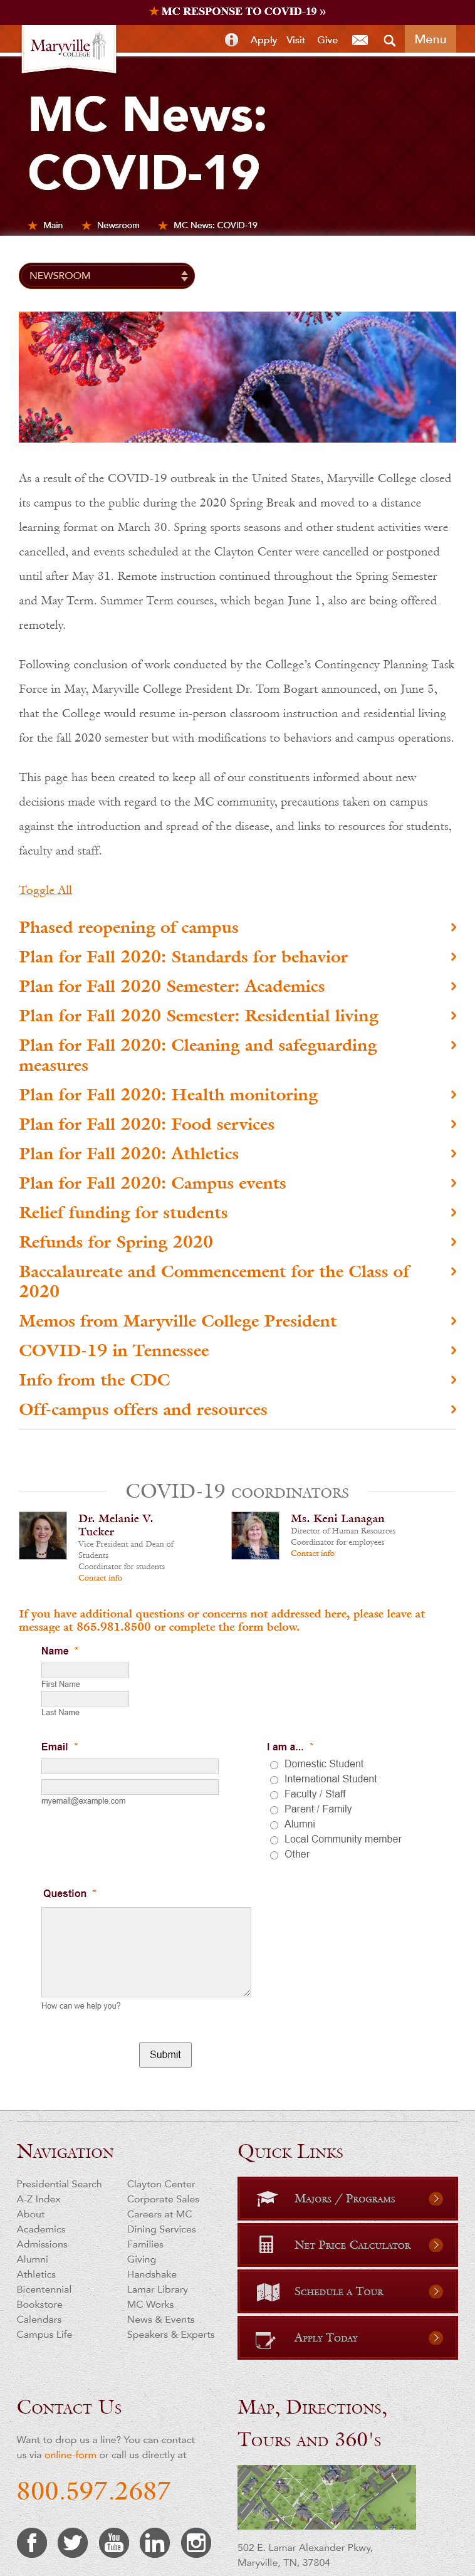 ★ MC RESPONSE TO COVID-19 »
Maryville
COLLEGE
Apply Visit Give Menu
MC News:
COVID-19
Main Newsroom MC News: COVID-19
NEWSROOM
As a result of the COVID-19 outbreak in the United States, Maryville College closed
its campus to the public during the 2020 Spring Break and moved to a distance
learning format on March 30. Spring sports seasons and other student activities were
cancelled, and events scheduled at the Clayton Center were cancelled or postponed
until after May 31. Remote instruction continued throughout the Spring Semester
and May Term. Summer Term courses, which began June 1, also are being offered
remotely.
Following conclusion of work conducted by the College's Contingency Planning Task
Force in May, Maryville College President Dr. Tom Bogart announced, on June 5,
that the College would resume in-person classroom instruction and residential living
for the fall 2020 semester but with modifications to behaviors and campus operations.
This page has been created to keep all of our constituents informed about new
decisions made with regard to the MC community, precautions taken on campus
against the introduction and spread of the disease, and links to resources for students,
faculty and staff.
Toggle All
Phased reopening of campus
Plan for Fall 2020: Standards for behavior
Plan for Fall 2020 Semester: Academics
Plan for Fall 2020 Semester: Residential living
Plan for Fall 2020: Cleaning and safeguarding
measures
Plan for Fall 2020: Health monitoring
Plan for Fall 2020: Food services
Plan for Fall 2020: Athletics
Plan for Fall 2020: Campus events
Relief funding for students
Refunds for Spring 2020
Baccalaureate and Commencement for the Class of
2020
Memos from Maryville College President
COVID-19 in Tennessee
Info from the CDC
Off-campus offers and resources
COVID-19 COORDINATORS
Dr. Melanie V.
Tucker
Vice President and Dean of
Students
Coordinator for students
Contact info
Ms. Keni Lanagan
Director of Human Resources
Coordinator for employees
Contact info
If you have additional questions or concerns not addressed here, please leave at
message at 865.981.8500 or complete the form below.
Name *
First Name
Last Name
Email *
myemail@example.com
I am a... *
Domestic Student
International Student
Faculty / Staff
Parent / Family
Alumni
Local Community member
Other
Question *
How can we help you?
Submit
Navigation
Presidential Search
A-Z Index
About
Academics
Admissions
Alumni
Athletics
Bicentennial
Bookstore
Calendars
Campus Life
Clayton Center
Corporate Sales
Careers at MC
Dining Services
Families
Giving
Handshake
Lamar Library
MC Works
News & Events
Speakers & Experts
Quick Links
Majors / Programs
Net Price Calculator
Schedule a Tour
Apply Today
Contact Us
Want to drop us a line? You can contact
us via online-form or call us directly at
800.597.2687
You
Tube
Map, Directions,
Tours and 360's
502 E. Lamar Alexander Pkwy,
Maryville, TN, 37804